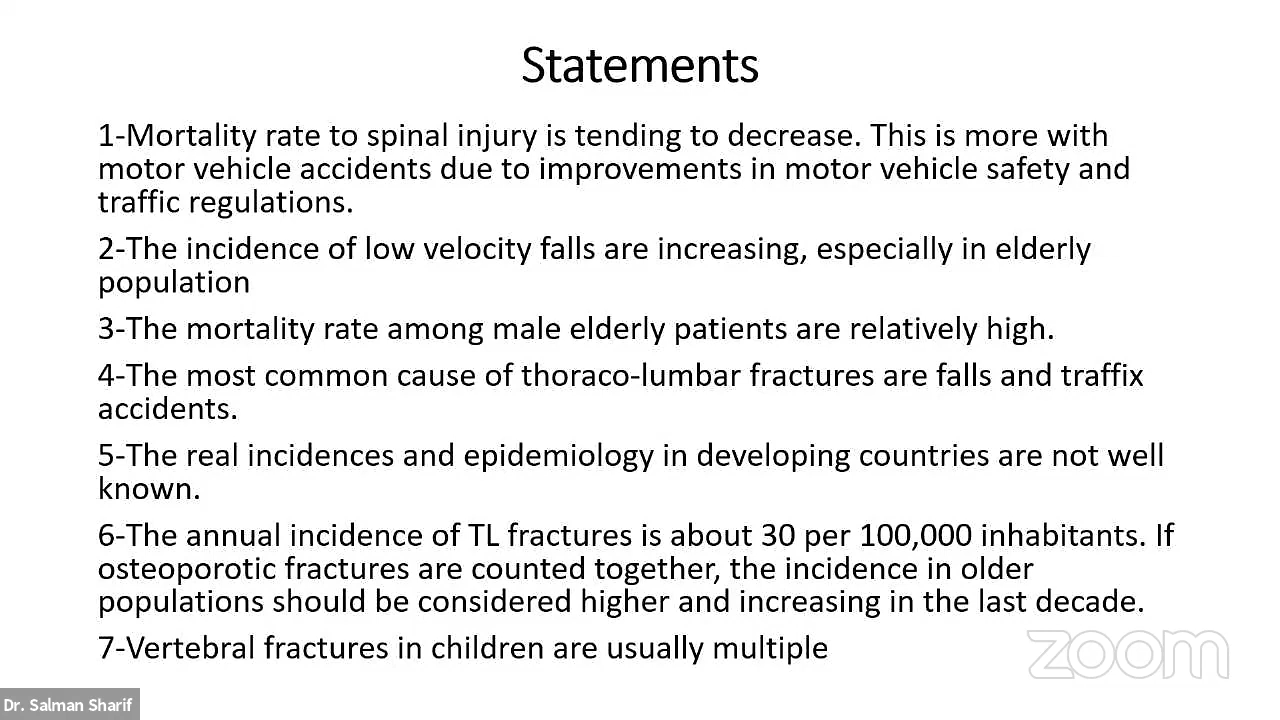 Statements
1-Mortality rate to spinal injury is tending to decrease. This is more with
motor vehicle accidents due to improvements in motor vehicle safety and
traffic regulations.
2-The incidence of low velocity falls are increasing, especially in elderly
population
3-The mortality rate among male elderly patients are relatively high.
4-The most common cause of thoraco-lumbar fractures are falls and traffix
accidents.
5-The real incidences and epidemiology in developing countries are not well
known.
6-The annual incidence of TL fractures is about 30 per 100,000 inhabitants. If
osteoporotic fractures are counted together, the incidence in older
populations should be considered higher and increasing in the last decade.
7-Vertebral fractures in children are usually multiple
zoom
Dr. Salman Sharif